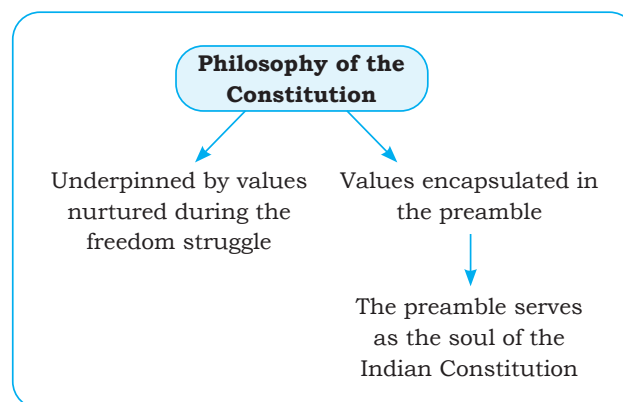 Philosophy of the
Constitution
Underpinned by values
nurtured during the
freedom struggle
Values encapsulated in
the preamble
The preamble serves
as the soul of the
Indian Constitution